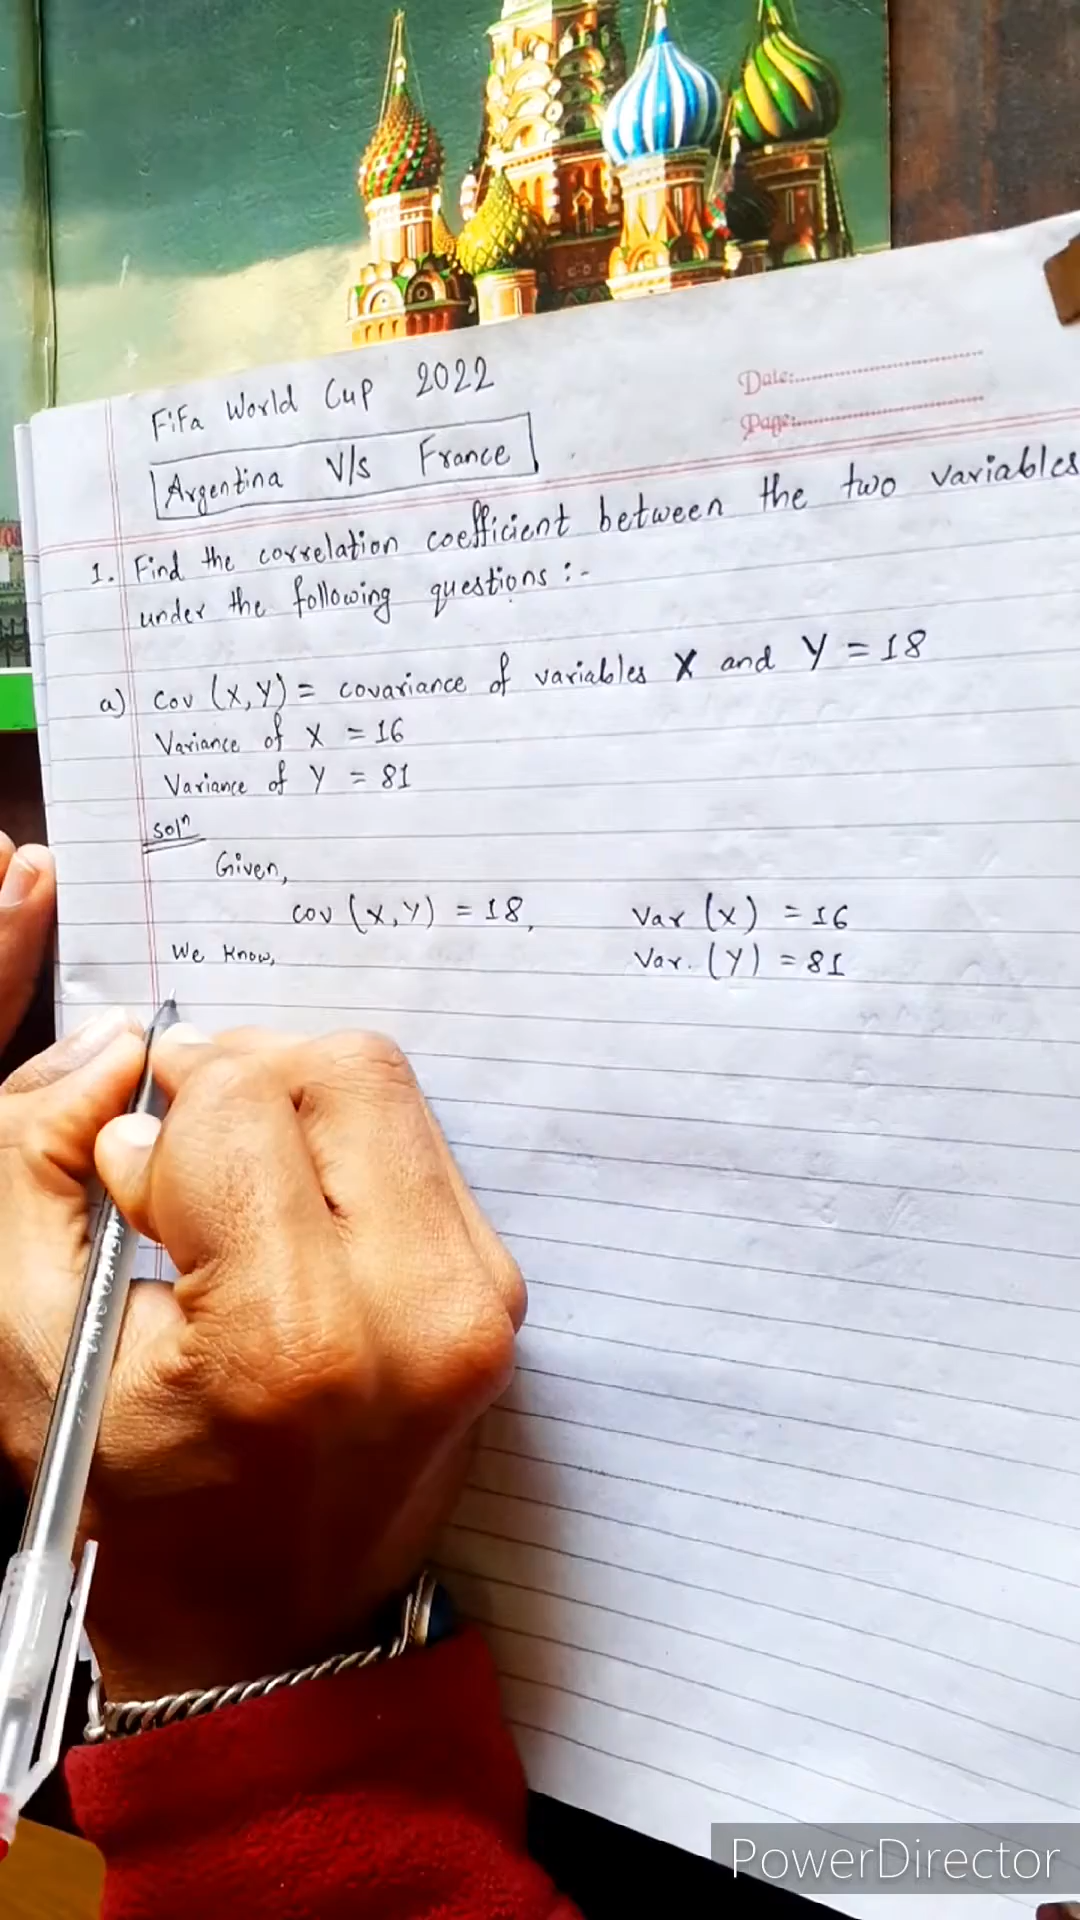 FiFa World Cup 2022
Argentina V/s France
Date:
Page:
1. Find the correlation coefficient between the two variables
under the following questions :-
a) Cov (X,Y) = covariance of variables X and Y = 18
Variance of X = 16
Variance of Y = 81
Solⁿ
Given,
cov (X,Y) = 18, Var (X) = 16
We know, Var. (Y) = 81
PowerDirector